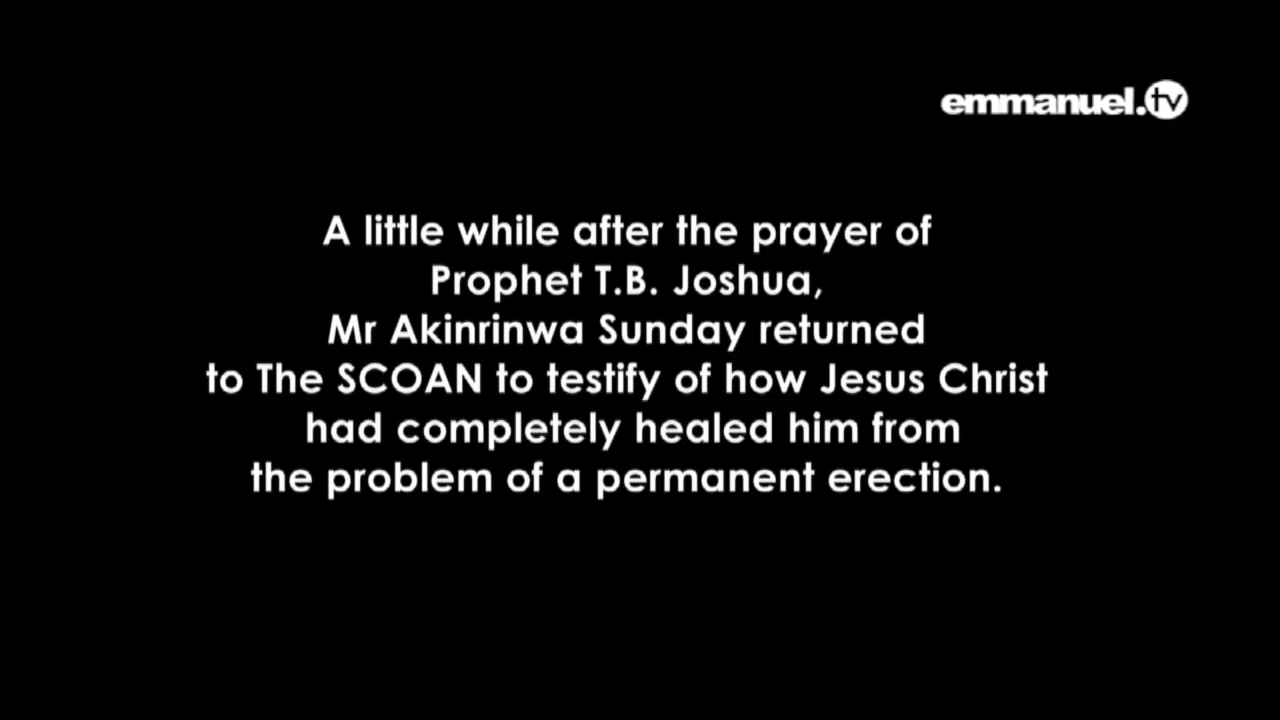 emmanuel.tv
A little while after the prayer of
Prophet T.B. Joshua,
Mr Akinrinwa Sunday returned
to The SCOAN to testify of how Jesus Christ
had completely healed him from
the problem of a permanent erection.